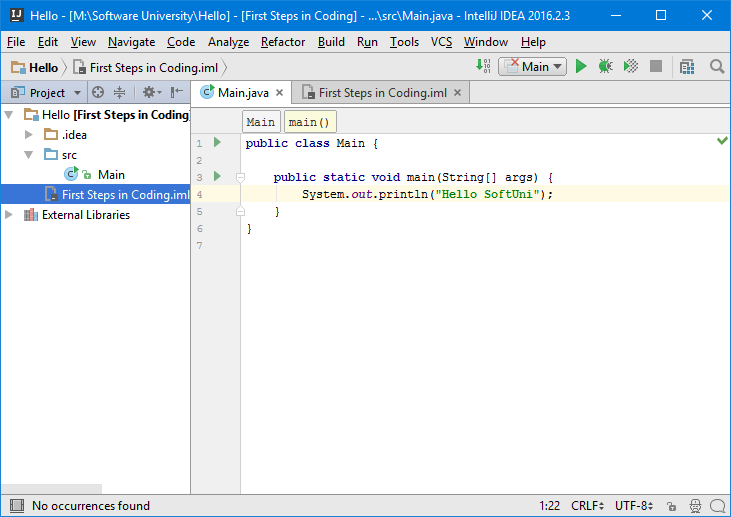 Hello - [M:\Software University\Hello] - [First Steps in Coding] - ...\src\Main.java - IntelliJ IDEA 2016.2.3
File Edit View Navigate Code Analyze Refactor Build Run Tools VCS Window Help
Hello First Steps in Coding.iml Main
Project Main.java First Steps in Coding.iml
Hello [First Steps in Coding]
.idea
src
Main
First Steps in Coding.iml
External Libraries
Main main()
1 public class Main {
2
3 public static void main(String[] args) {
4 System.out.println("Hello SoftUni");
5 }
6 }
7
No occurrences found 1:22 CRLF UTF-8